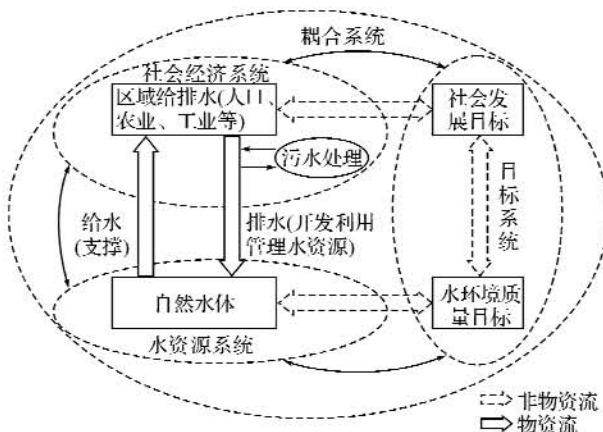 耦合系统
社会经济系统
区域给排水(人口、
农业、工业等)
社会发
展目标
污水处理
目标系统
给水
(支撑)
排水(开发利用
管理水资源)
自然水体
水环境质
量目标
水资源系统
非物资流
物资流